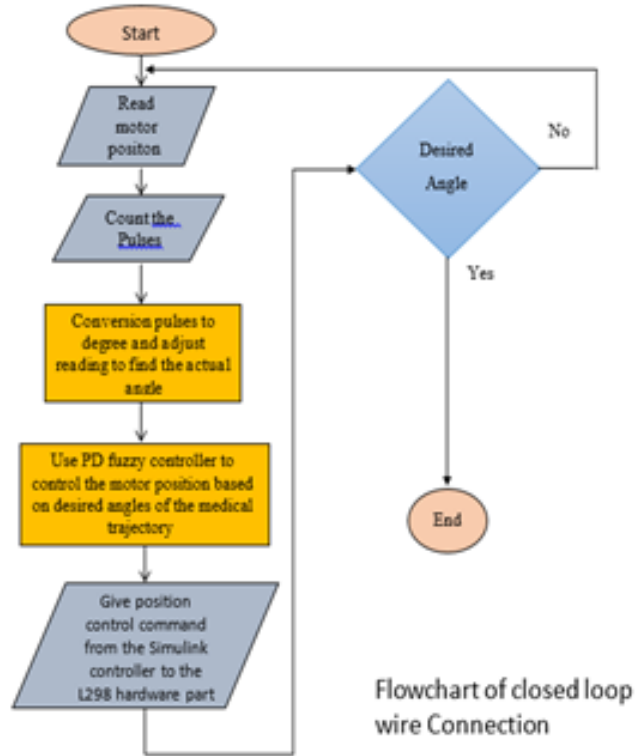 Start
Read
motor
positon
Count the
Pulses
Conversion pulses to
degree and adjust
reading to find the actual
angle
Use PD fuzzy controller to
control the motor position based
on desired angles of the medical
trajectory
Give position
control command
from the Simulink
controller to the
L298 hardware part
Desired
Angle
No
Yes
End
Flowchart of closed loop
wire Connection